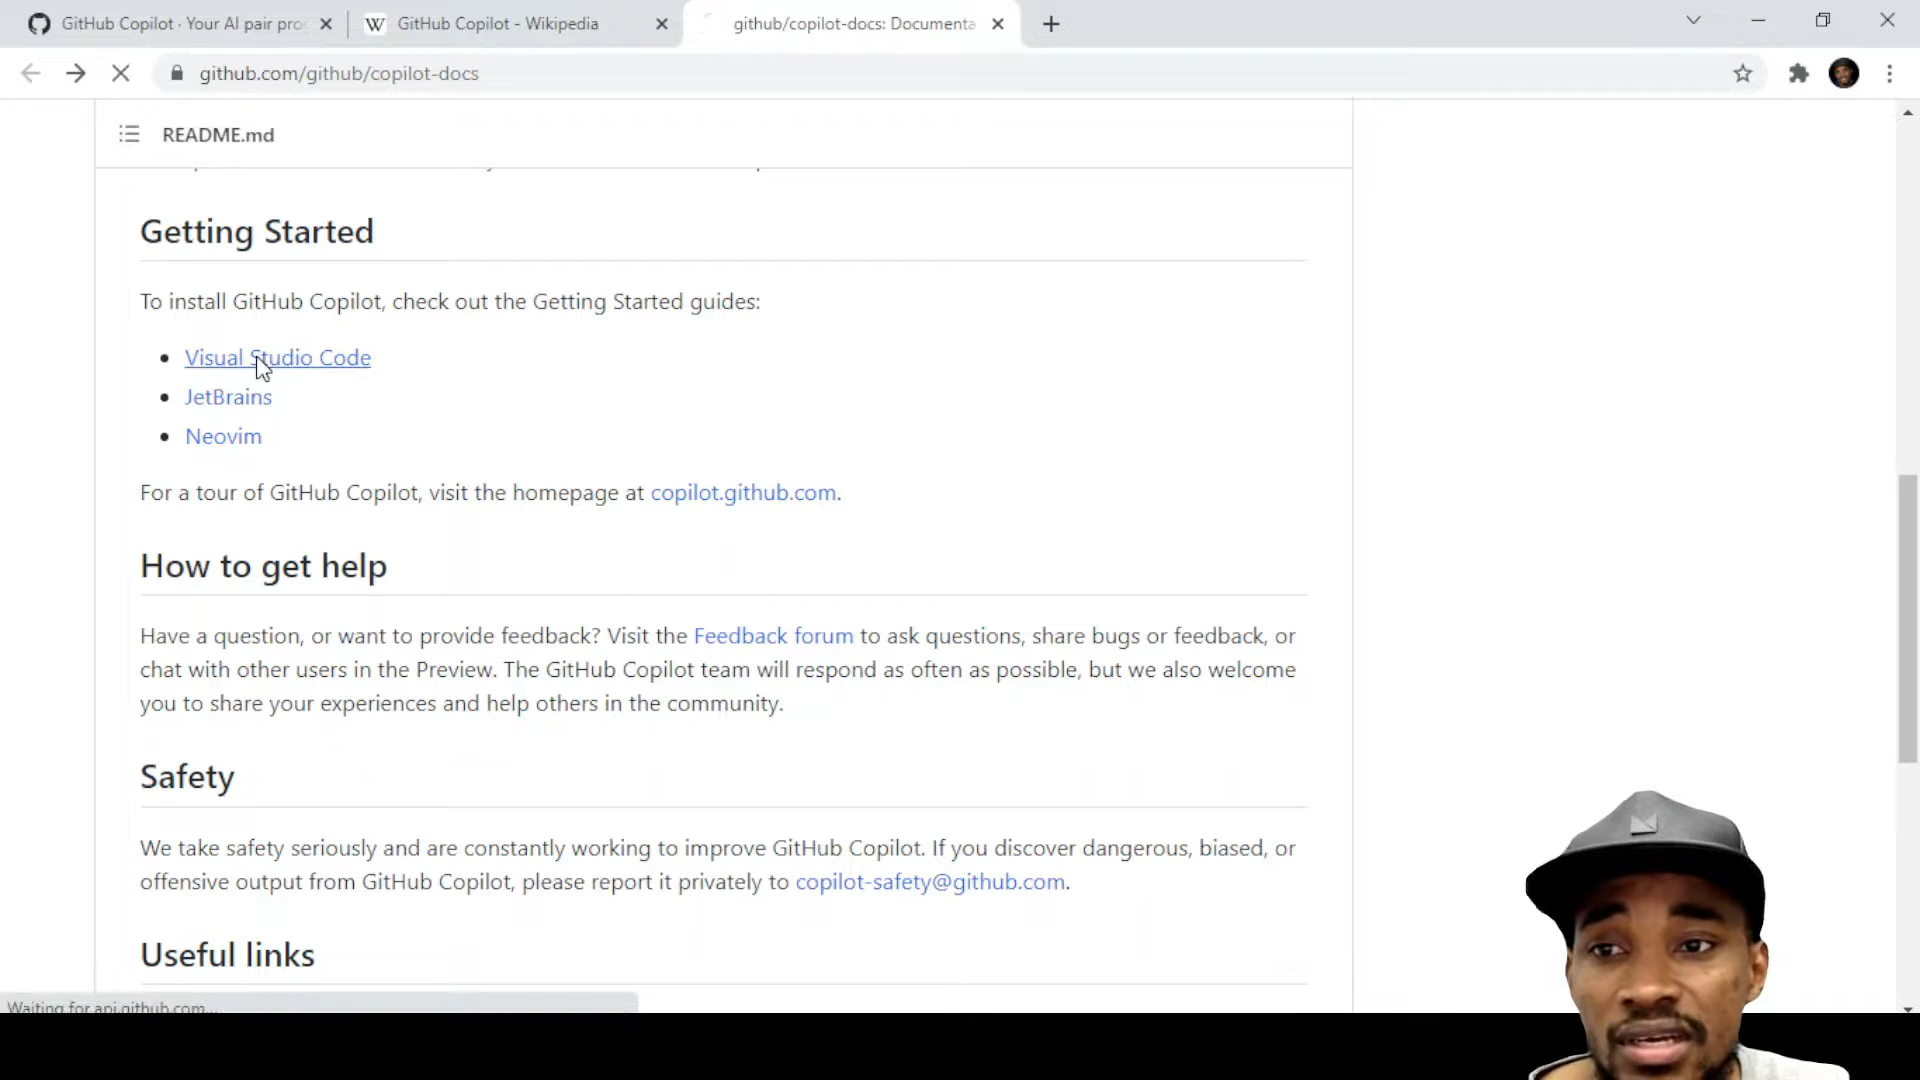 GitHub Copilot · Your AI pair pro
GitHub Copilot - Wikipedia
github/copilot-docs: Documenta
github.com/github/copilot-docs
README.md
Getting Started
To install GitHub Copilot, check out the Getting Started guides:
Visual Studio Code
JetBrains
Neovim
For a tour of GitHub Copilot, visit the homepage at copilot.github.com.
How to get help
Have a question, or want to provide feedback? Visit the Feedback forum to ask questions, share bugs or feedback, or
chat with other users in the Preview. The GitHub Copilot team will respond as often as possible, but we also welcome
you to share your experiences and help others in the community.
Safety
We take safety seriously and are constantly working to improve GitHub Copilot. If you discover dangerous, biased, or
offensive output from GitHub Copilot, please report it privately to copilot-safety@github.com.
Useful links
Waiting for api.github.com...